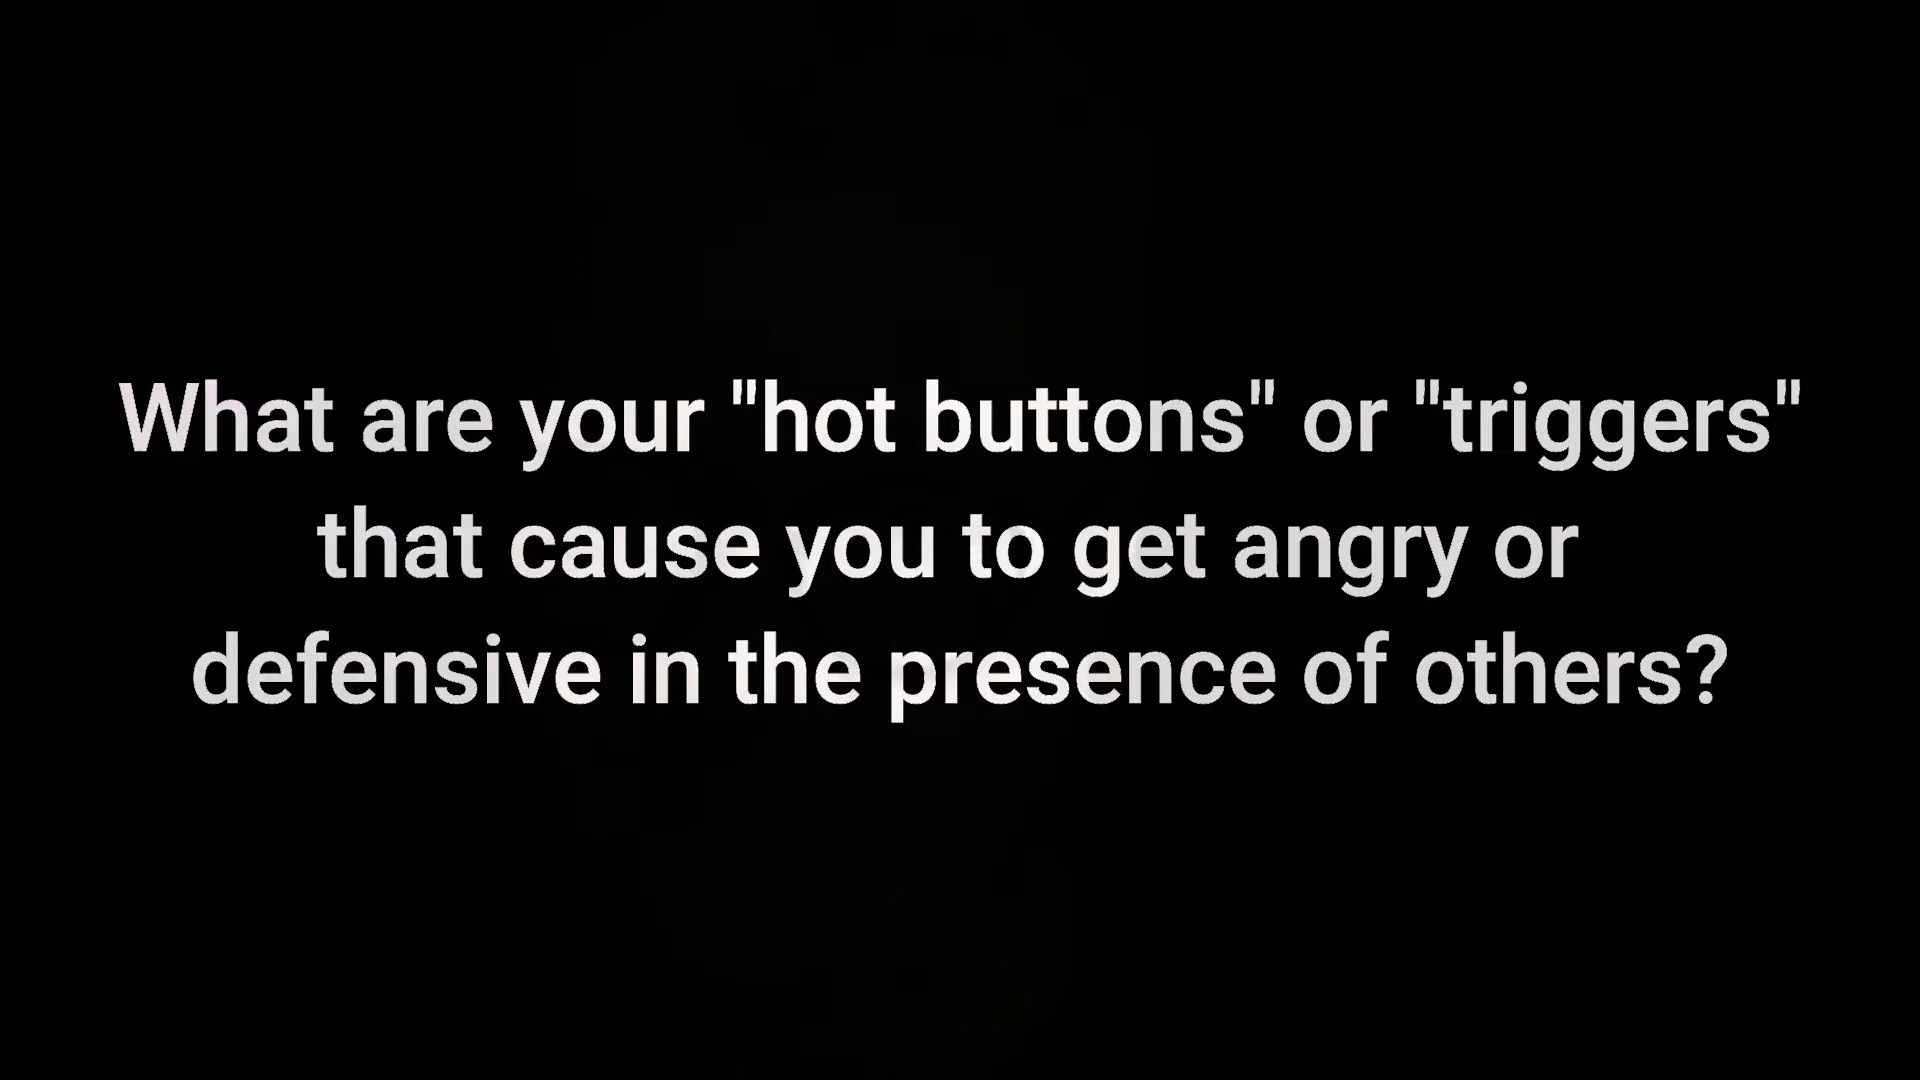 What are your "hot buttons" or "triggers"
that cause you to get angry or
defensive in the presence of others?